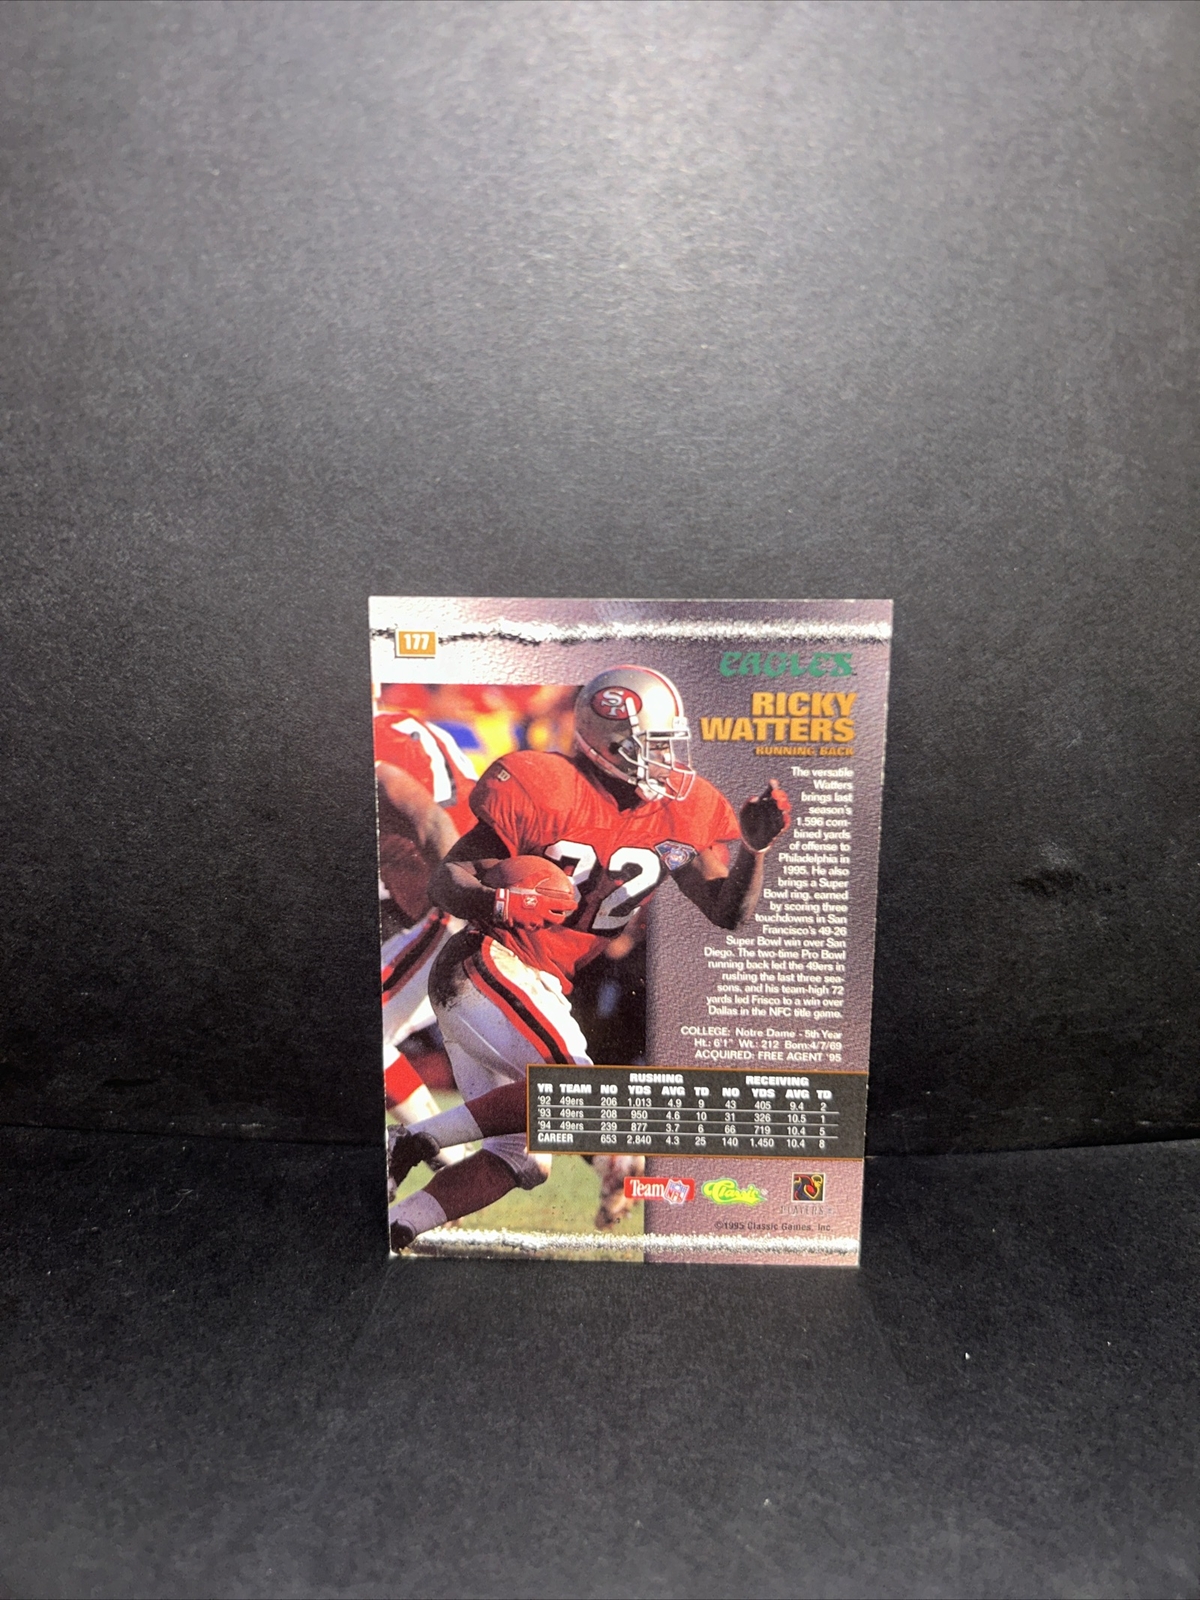 177
EAGLES
RICKY
WATTERS
RUNNING BACK
The versatile
Watters
brings last
season's
1,596 com-
bined yards
of offense to
Philadelphia in
1995. He also
brings a Super
Bowl ring, earned
by scoring three
touchdowns in San
Francisco's 49-26
Super Bowl win over San
Diego. The two-time Pro Bowl
running back led the 49ers in
rushing the last three sea-
sons, and his team-high 72
yards led Frisco to a win over
Dallas in the NFC title game.
COLLEGE: Notre Dame - 5th Year
Ht.: 6'1" Wt.: 212 Born:4/7/69
ACQUIRED: FREE AGENT '95
RUSHING RECEIVING
YR TEAM NO YDS AVG TD NO YDS AVG TD
'92 49ers 206 1,013 4.9 9 43 405 9.4 2
'93 49ers 208 950 4.6 10 31 326 10.5 1
'94 49ers 239 877 3.7 6 66 719 10.4 5
CAREER 653 2,840 4.3 25 140 1,450 10.4 8
Team NFL
Classic
PLAYERS
©1995 Classic Games, Inc.
SF
32